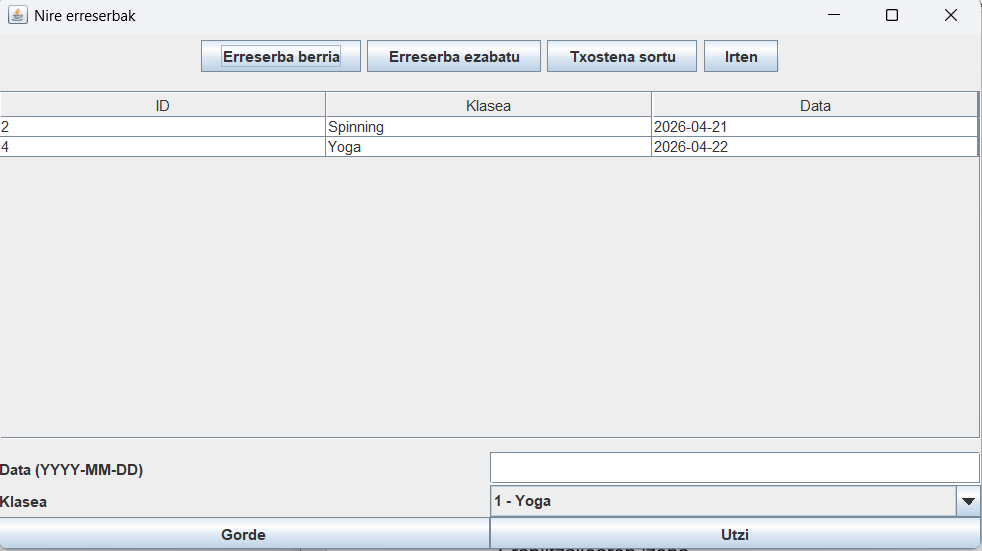 Nire erreserbak
Erreserba berria Erreserba ezabatu Txostena sortu Irten
ID Klasea Data
2 Spinning 2026-04-21
4 Yoga 2026-04-22
Data (YYYY-MM-DD)
Klasea 1 - Yoga
Gorde Utzi